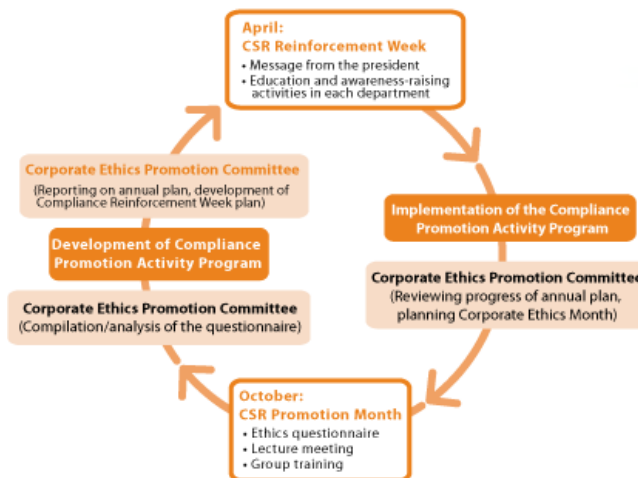 April:
CSR Reinforcement Week
• Message from the president
• Education and awareness-raising
activities in each department
Implementation of the Compliance
Promotion Activity Program
Corporate Ethics Promotion Committee
(Reviewing progress of annual plan,
planning Corporate Ethics Month)
October:
CSR Promotion Month
• Ethics questionnaire
• Lecture meeting
• Group training
Corporate Ethics Promotion Committee
(Compilation/analysis of the questionnaire)
Development of Compliance
Promotion Activity Program
Corporate Ethics Promotion Committee
(Reporting on annual plan, development of
Compliance Reinforcement Week plan)